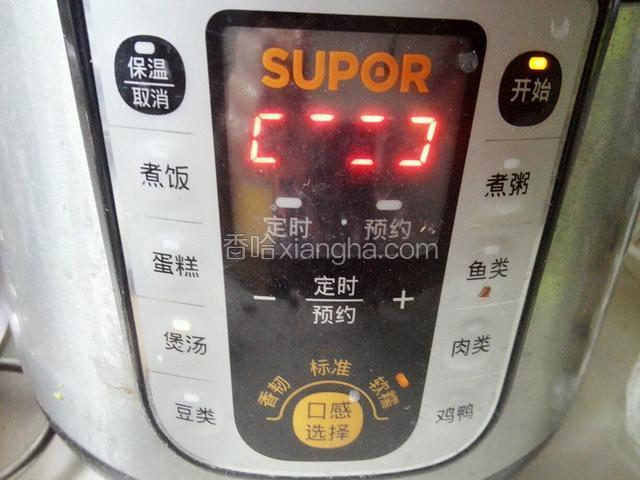 SUPOR
保温
取消
开始
煮饭
煮粥
定时 预约
香哈xiangha.com
蛋糕
鱼类
− 定时 +
预约
煲汤
肉类
香韧 标准 软糯
口感
选择
豆类
鸡鸭